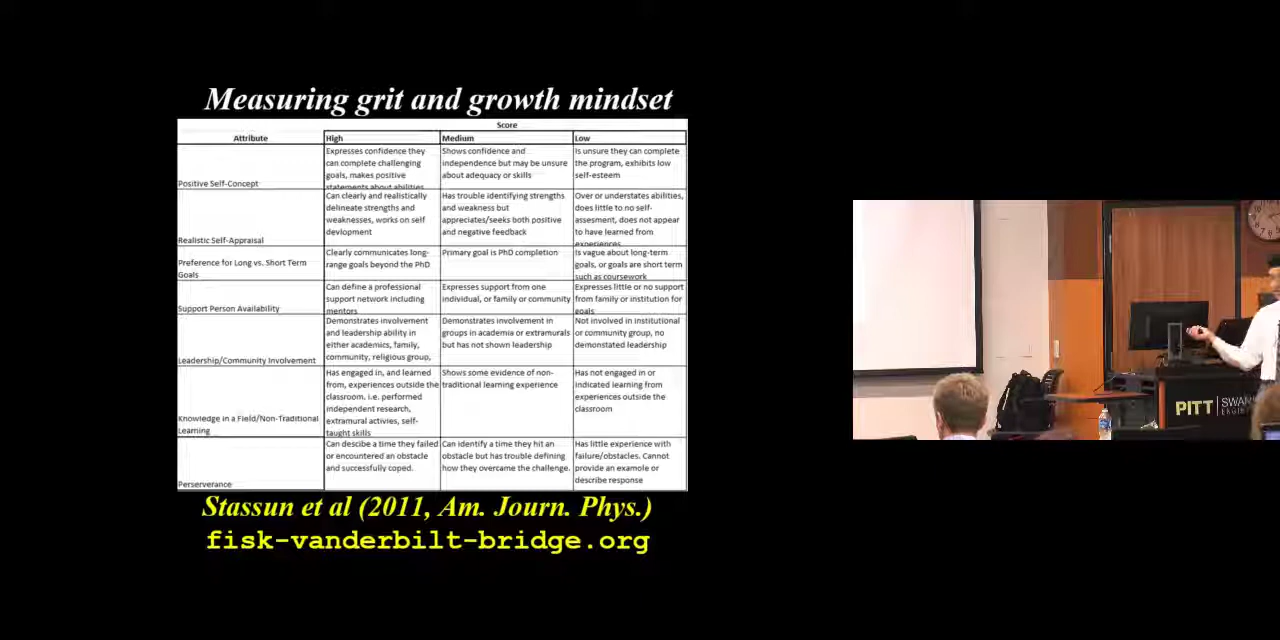 Measuring grit and growth mindset
Score
Attribute
High
Medium
Low
Positive Self-Concept
Expresses confidence they
can complete challenging
goals, makes positive
statements about abilities
Shows confidence and
independence but may be unsure
about adequacy or skills
Is unsure they can complete
the program, exhibits low
self-esteem
Realistic Self-Appraisal
Can clearly and realistically
delineate strengths and
weaknesses, works on self
devlopment
Has trouble identifying strengths
and weakness but
appreciates/seeks both positive
and negative feedback
Over or understates abilities,
does little to no self-
assesment, does not appear
to have learned from
experiences
Preference for Long vs. Short Term
Goals
Clearly communicates long-
range goals beyond the PhD
Primary goal is PhD completion
Is vague about long-term
goals, or goals are short term
such as coursework
Support Person Availability
Can define a professional
support network including
mentors
Expresses support from one
individual, or family or community
Expresses little or no support
from family or institution for
goals
Leadership/Community Involvement
Demonstrates involvement
and leadership ability in
either academics, family,
community, religious group,
Demonstrates involvement in
groups in academia or extramurals
but has not shown leadership
Not involved in institutional
or community group, no
demonstated leadership
Knowledge in a Field/Non-Traditional
Learning
Has engaged in, and learned
from, experiences outside the
classroom, i.e. performed
independent research,
extramural activies, self-
taught skills
Shows some evidence of non-
traditional learning experience
Has not engaged in or
indicated learning from
experiences outside the
classroom
Perserverance
Can descibe a time they failed
or encountered an obstacle
and successfully coped.
Can identify a time they hit an
obstacle but has trouble defining
how they overcame the challenge.
Has little experience with
failure/obstacles. Cannot
provide an example or
describe response
Stassun et al (2011, Am. Journ. Phys.)
fisk-vanderbilt-bridge.org
PITT